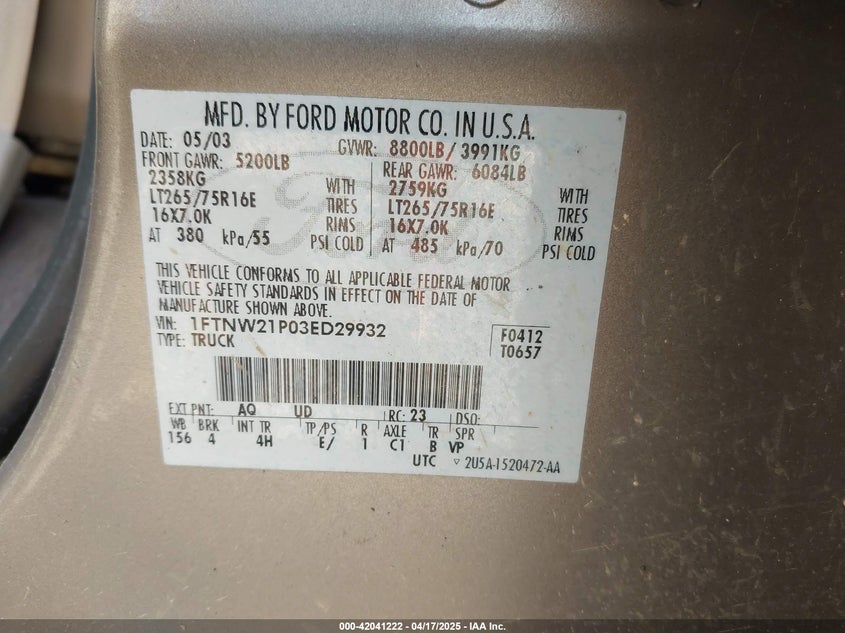 MFD. BY FORD MOTOR CO. IN U.S.A.
DATE: 05/03 GVWR: 8800LB/ 3991KG
FRONT GAWR: 5200LB REAR GAWR: 6084LB
2358KG WITH 2759KG WITH
LT265/75R16E TIRES LT265/75R16E TIRES
16X7.0K RIMS 16X7.0K RIMS
AT 380 kPa/55 PSI COLD AT 485 kPa/70 PSI COLD
THIS VEHICLE CONFORMS TO ALL APPLICABLE FEDERAL MOTOR
VEHICLE SAFETY STANDARDS IN EFFECT ON THE DATE OF
MANUFACTURE SHOWN ABOVE.
VIN: 1FTNW21P03ED29932 F0412
TYPE: TRUCK T0657
EXT PNT: AQ UD RC: 23 DSO:
WB BRK INT TR TP/PS R AXLE TR SPR
156 4 4H E/ 1 C1 B VP
UTC ▽ 2U5A-1520472-AA
Ford
000-42041222 - 04/17/2025 - IAA Inc.